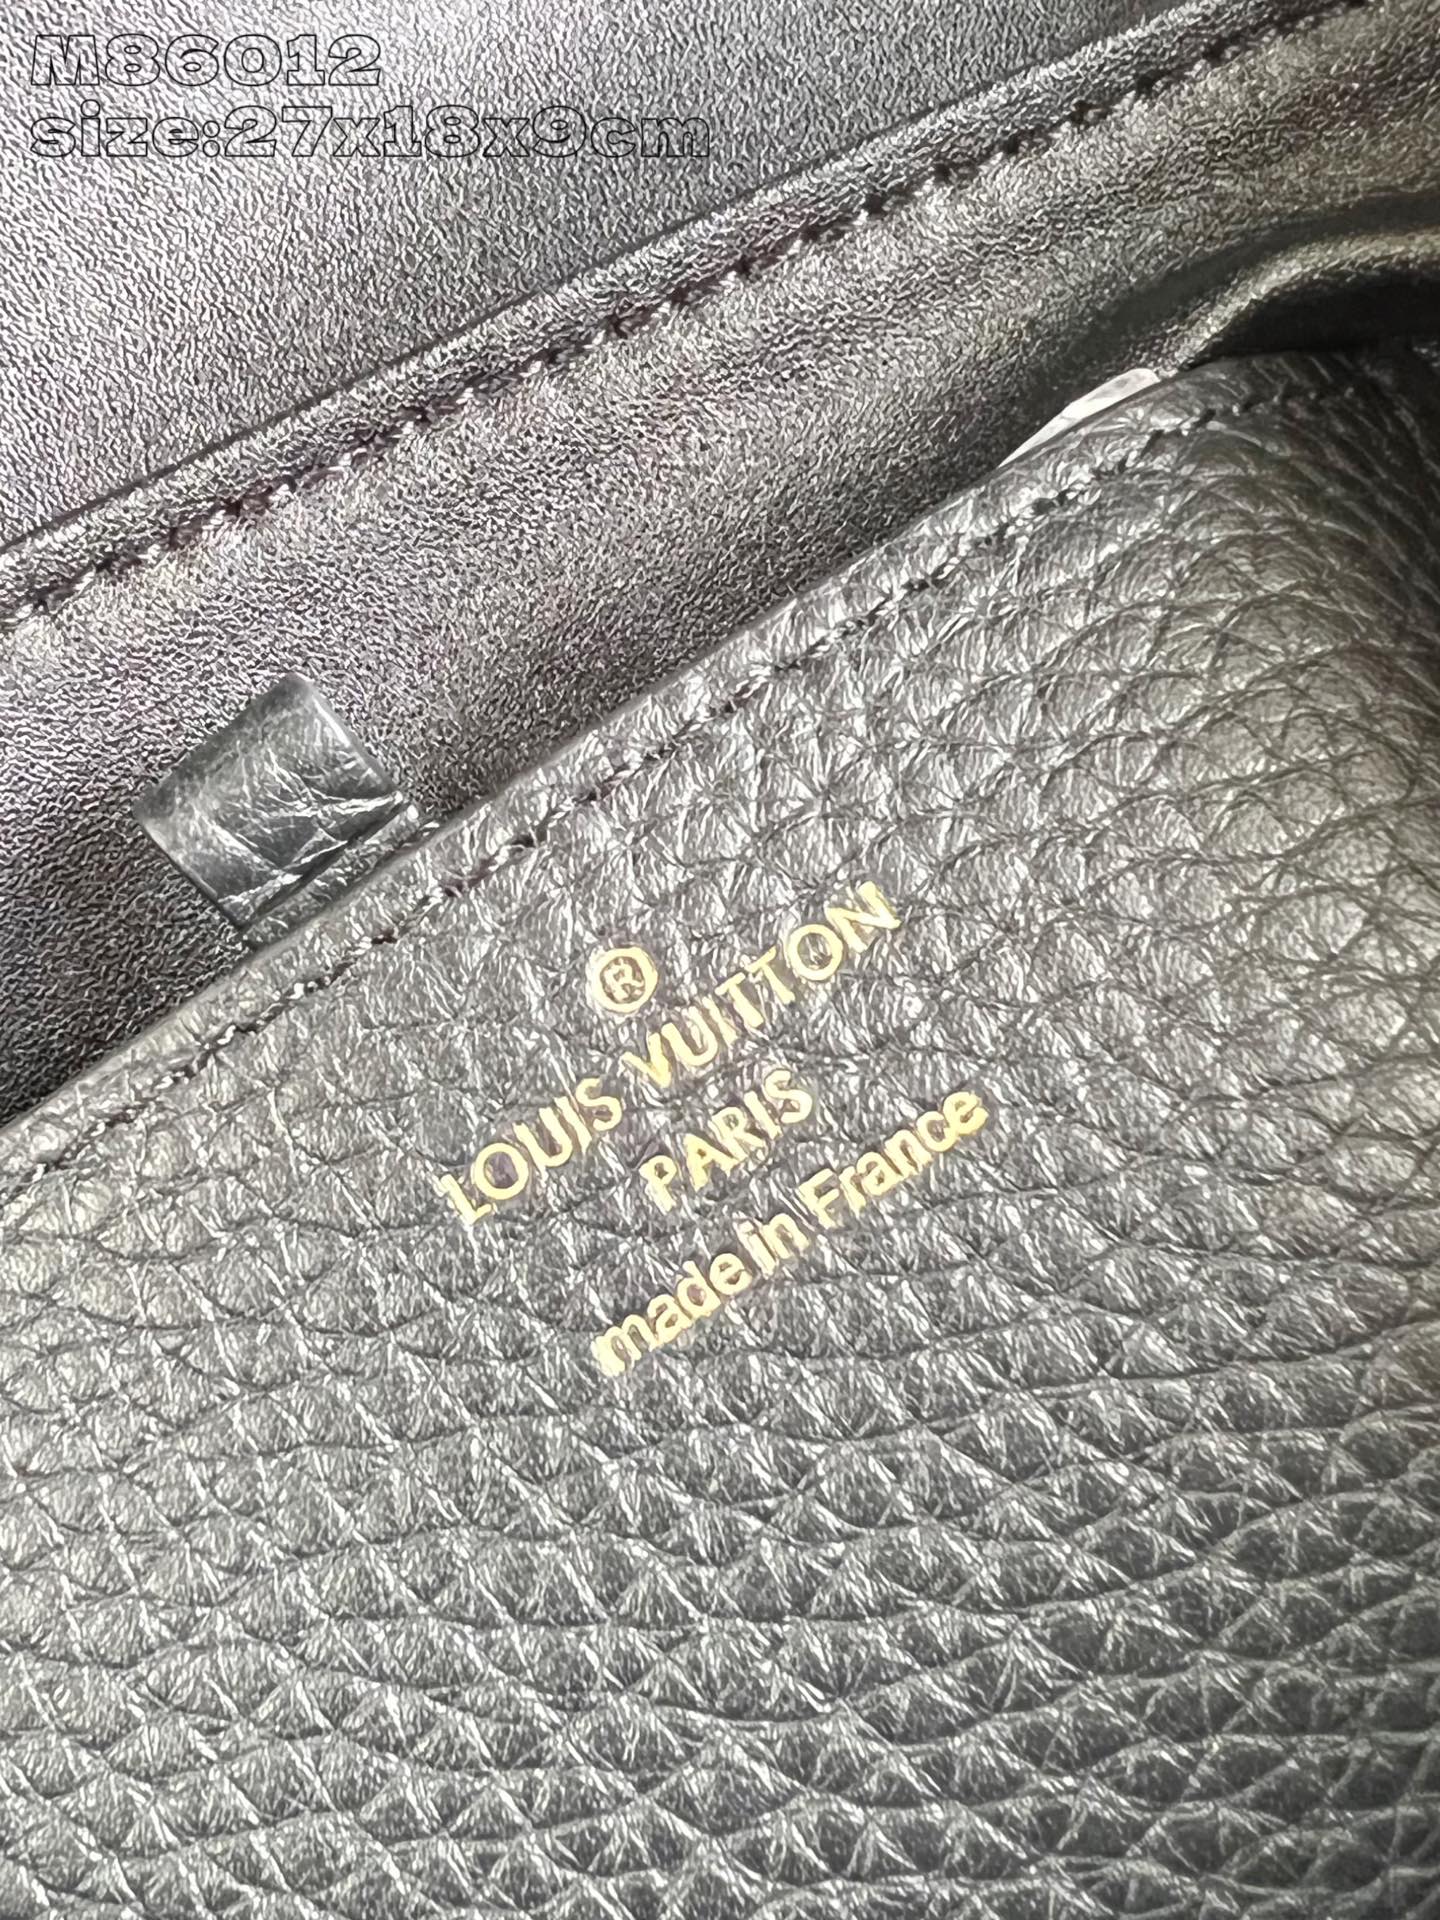 M86012
size:27x18x9cm
®
LOUIS VUITTON
PARIS
made in France